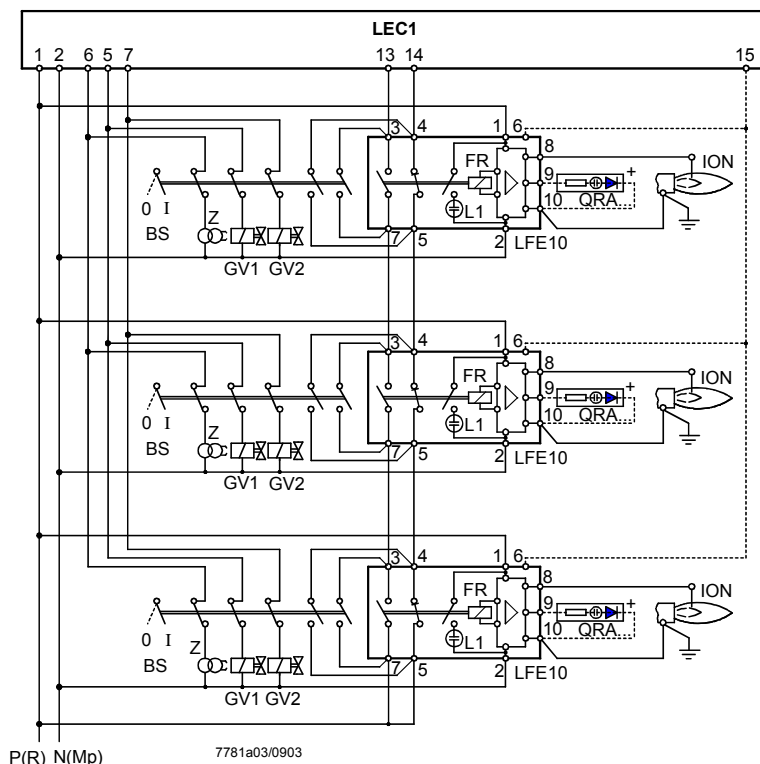 LEC1
1 2 6 5 7 13 14 15
3 4 1 6 8
FR ION
9 +
0 I Z L1 10 QRA...
BS 7 5 2 LFE10
GV1 GV2
3 4 1 6 8
FR ION
9 +
0 I Z L1 10 QRA...
BS 7 5 2 LFE10
GV1 GV2
3 4 1 6 8
FR ION
9 +
0 I Z L1 10 QRA...
BS 7 5 2 LFE10
GV1 GV2
P(R) N(Mp) 7781a03/0903